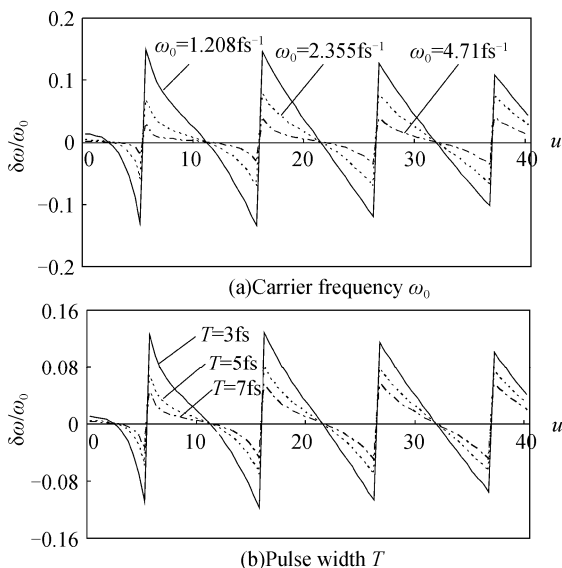 0.2
ω₀=1.208fs⁻¹
ω₀=2.355fs⁻¹
ω₀=4.71fs⁻¹
0.1
δω/ω₀
0
0 10 20 30 40 u
−0.1
−0.2
(a)Carrier frequency ω₀
0.16
T=3fs
0.08
T=5fs
T=7fs
δω/ω₀
0
0 10 20 30 40 u
−0.08
−0.16
(b)Pulse width T